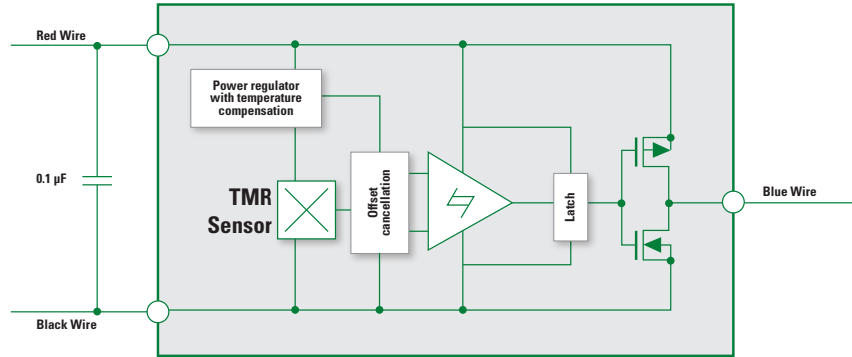 Red Wire
Power regulator
with temperature
compensation
0.1 µF
TMR
Sensor
Offset
cancellation
Latch
Blue Wire
Black Wire